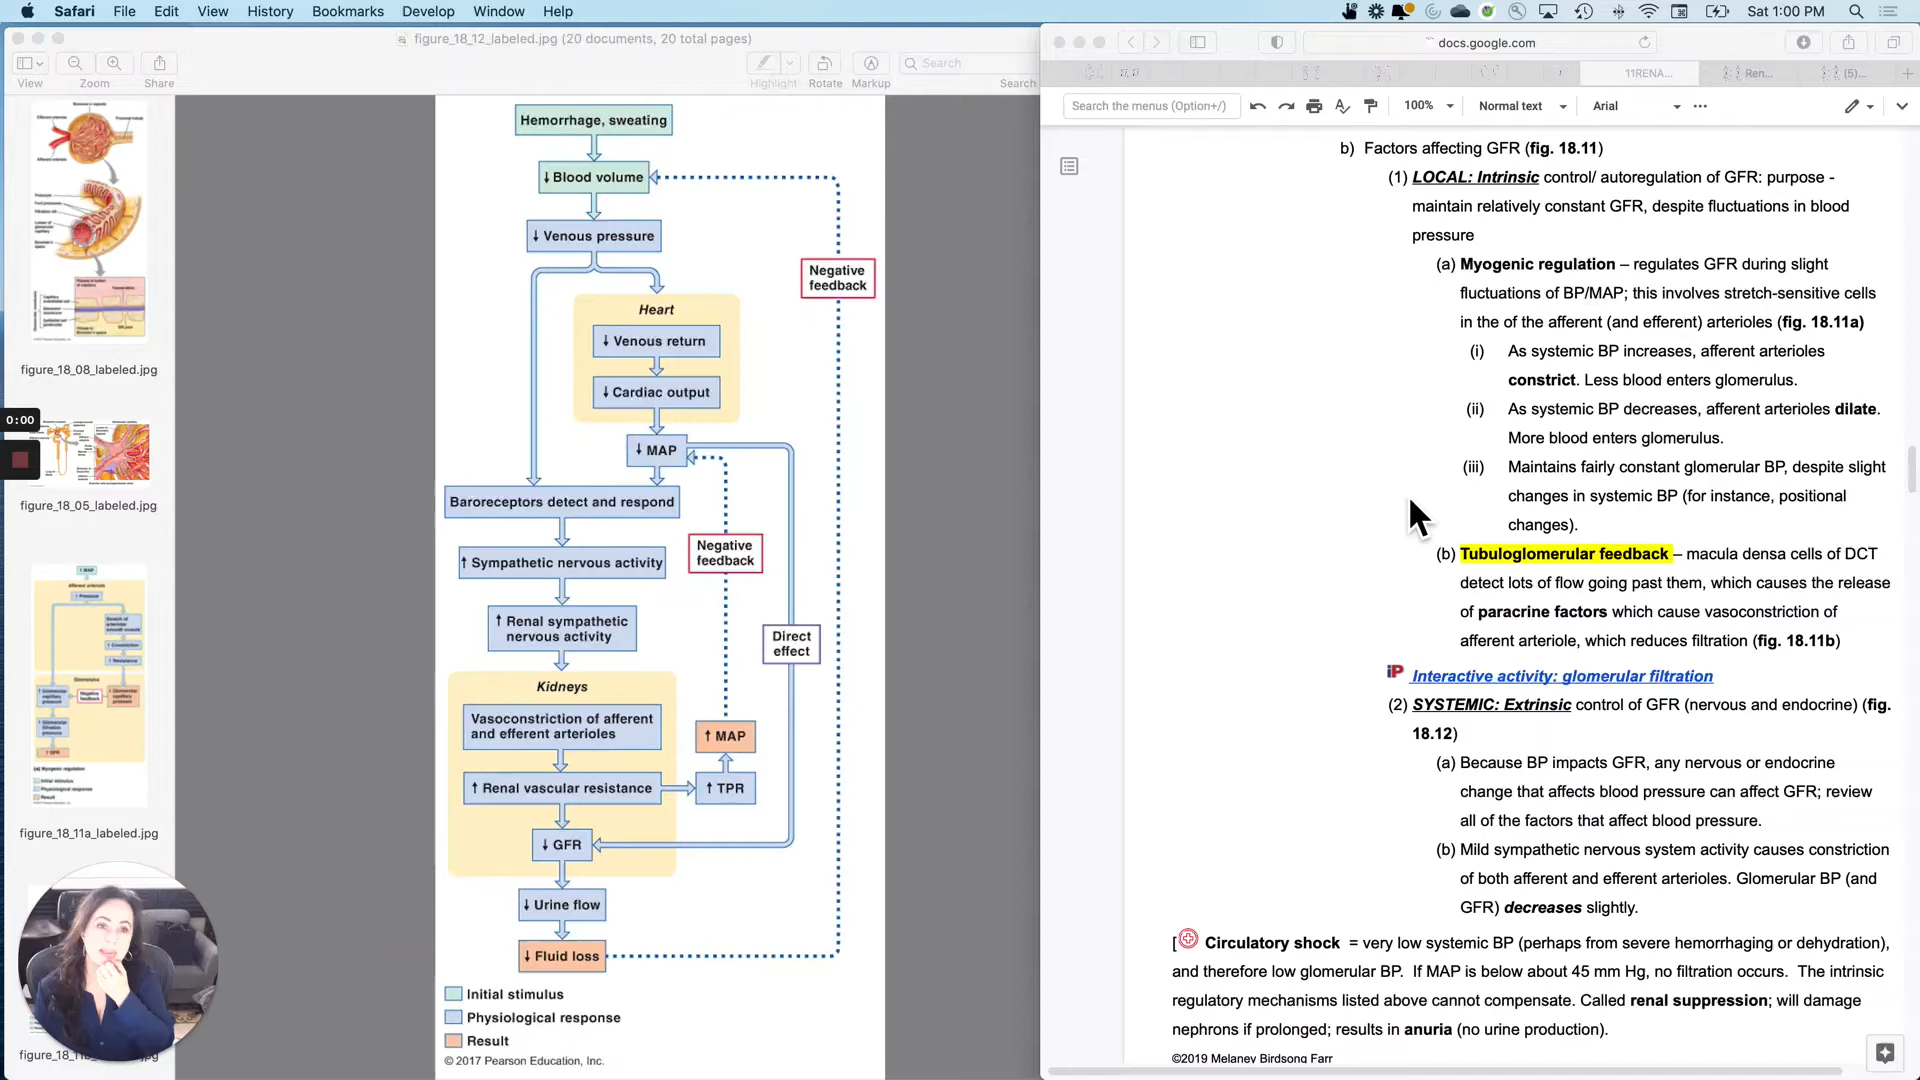 Safari File Edit View History Bookmarks Develop Window Help
Sat 1:00 PM
figure_18_12_labeled.jpg (20 documents, 20 total pages)
View Zoom Share Highlight Rotate Markup Search
Search
figure_18_08_labeled.jpg
0:00
figure_18_05_labeled.jpg
figure_18_11a_labeled.jpg
Hemorrhage, sweating
↓ Blood volume
↓ Venous pressure
Negative
feedback
Heart
↓ Venous return
↓ Cardiac output
↓ MAP
Baroreceptors detect and respond
↑ Sympathetic nervous activity
Negative
feedback
↑ Renal sympathetic
nervous activity
Direct
effect
Kidneys
Vasoconstriction of afferent
and efferent arterioles
↑ MAP
↑ Renal vascular resistance
↑ TPR
↓ GFR
↓ Urine flow
↓ Fluid loss
Initial stimulus
Physiological response
Result
© 2017 Pearson Education, Inc.
docs.google.com
11RENA...
Ren...
(5)...
Search the menus (Option+/)
100%
Normal text
Arial
b) Factors affecting GFR (fig. 18.11)
(1) LOCAL: Intrinsic control/ autoregulation of GFR: purpose -
maintain relatively constant GFR, despite fluctuations in blood
pressure
(a) Myogenic regulation – regulates GFR during slight
fluctuations of BP/MAP; this involves stretch-sensitive cells
in the of the afferent (and efferent) arterioles (fig. 18.11a)
(i) As systemic BP increases, afferent arterioles
constrict. Less blood enters glomerulus.
(ii) As systemic BP decreases, afferent arterioles dilate.
More blood enters glomerulus.
(iii) Maintains fairly constant glomerular BP, despite slight
changes in systemic BP (for instance, positional
changes).
(b) Tubuloglomerular feedback – macula densa cells of DCT
detect lots of flow going past them, which causes the release
of paracrine factors which cause vasoconstriction of
afferent arteriole, which reduces filtration (fig. 18.11b)
iP Interactive activity: glomerular filtration
(2) SYSTEMIC: Extrinsic control of GFR (nervous and endocrine) (fig.
18.12)
(a) Because BP impacts GFR, any nervous or endocrine
change that affects blood pressure can affect GFR; review
all of the factors that affect blood pressure.
(b) Mild sympathetic nervous system activity causes constriction
of both afferent and efferent arterioles. Glomerular BP (and
GFR) decreases slightly.
[ Circulatory shock = very low systemic BP (perhaps from severe hemorrhaging or dehydration),
and therefore low glomerular BP. If MAP is below about 45 mm Hg, no filtration occurs. The intrinsic
regulatory mechanisms listed above cannot compensate. Called renal suppression; will damage
nephrons if prolonged; results in anuria (no urine production).
©2019 Melaney Birdsong Farr